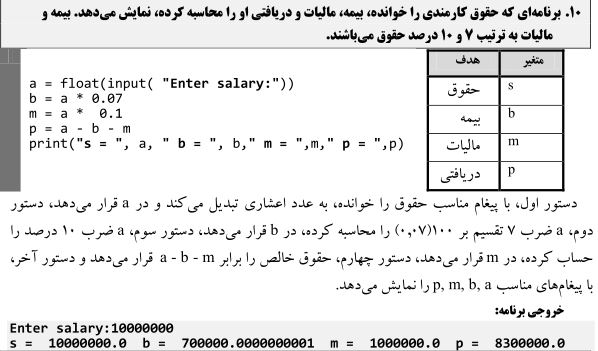 ۱۰. برنامه‌ای که حقوق کارمندی را خوانده، بیمه، مالیات و دریافتی او را محاسبه کرده، نمایش می‌دهد. بیمه و
مالیات به ترتیب ۷ و ۱۰ درصد حقوق می‌باشند.
متغیر هدف
s حقوق
b بیمه
m مالیات
p دریافتی
a = float(input( "Enter salary:"))
b = a * 0.07
m = a *  0.1
p = a - b - m
print("s = ", a, " b = ", b," m = ",m," p = ",p)
دستور اول، با پیغام مناسب حقوق را خوانده، به عدد اعشاری تبدیل می‌کند و در a قرار می‌دهد، دستور
دوم، a ضرب ۷ تقسیم بر ۱۰۰(۰٫۰۷) را محاسبه کرده، در b قرار می‌دهد، دستور سوم، a ضرب ۱۰ درصد را
حساب کرده، در m قرار می‌دهد، دستور چهارم، حقوق خالص را برابر a - b - m قرار می‌دهد و دستور آخر،
با پیغام‌های مناسب p, m, b, a را نمایش می‌دهد.
خروجی برنامه:
Enter salary:10000000
s =  10000000.0  b =  700000.0000000001  m =  1000000.0  p =  8300000.0